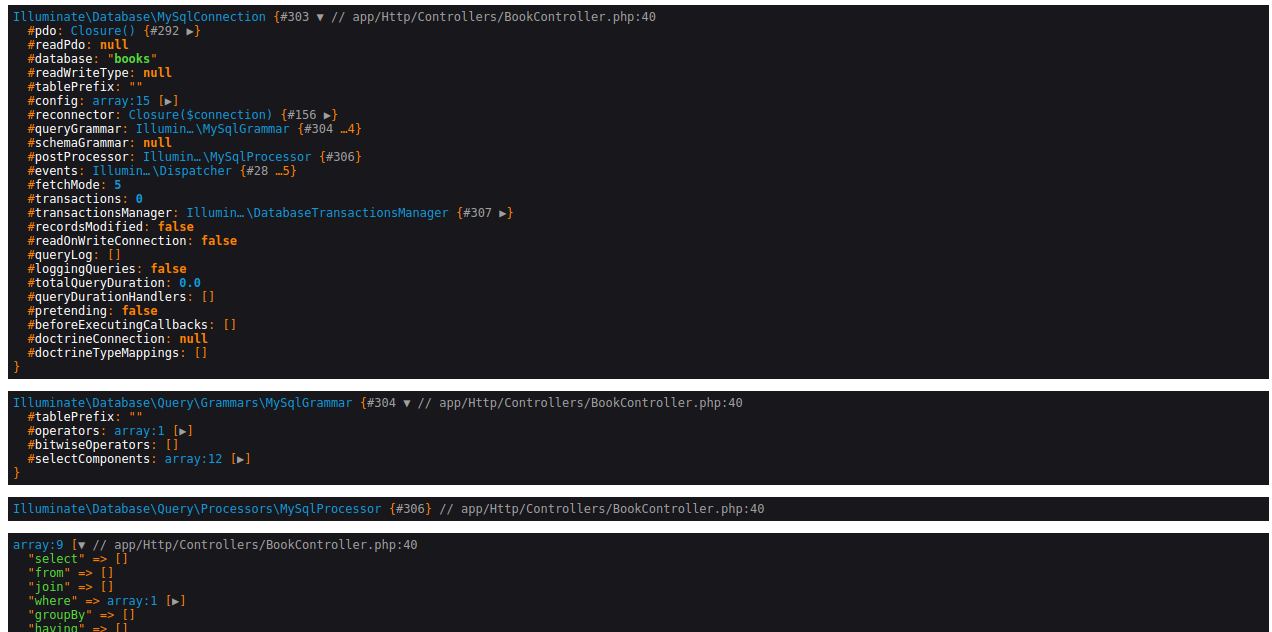 Illuminate\Database\MySqlConnection {#303 ▼ // app/Http/Controllers/BookController.php:40
#pdo: Closure() {#292 ▶}
#readPdo: null
#database: "books"
#readWriteType: null
#tablePrefix: ""
#config: array:15 [▶]
#reconnector: Closure($connection) {#156 ▶}
#queryGrammar: Illumin…\MySqlGrammar {#304 …4}
#schemaGrammar: null
#postProcessor: Illumin…\MySqlProcessor {#306}
#events: Illumin…\Dispatcher {#28 …5}
#fetchMode: 5
#transactions: 0
#transactionsManager: Illumin…\DatabaseTransactionsManager {#307 ▶}
#recordsModified: false
#readOnWriteConnection: false
#queryLog: []
#loggingQueries: false
#totalQueryDuration: 0.0
#queryDurationHandlers: []
#pretending: false
#beforeExecutingCallbacks: []
#doctrineConnection: null
#doctrineTypeMappings: []
}
Illuminate\Database\Query\Grammars\MySqlGrammar {#304 ▼ // app/Http/Controllers/BookController.php:40
#tablePrefix: ""
#operators: array:1 [▶]
#bitwiseOperators: []
#selectComponents: array:12 [▶]
}
Illuminate\Database\Query\Processors\MySqlProcessor {#306} // app/Http/Controllers/BookController.php:40
array:9 [▼ // app/Http/Controllers/BookController.php:40
"select" => []
"from" => []
"join" => []
"where" => array:1 [▶]
"groupBy" => []
"having" => []